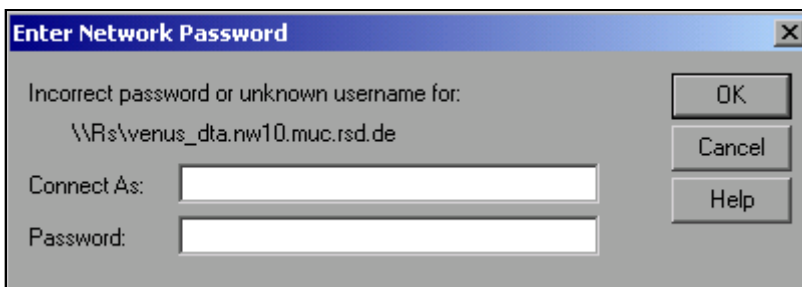 Enter Network Password
Incorrect password or unknown username for:
\\Rs\venus_dta.nw10.muc.rsd.de
Connect As:
Password:
OK
Cancel
Help